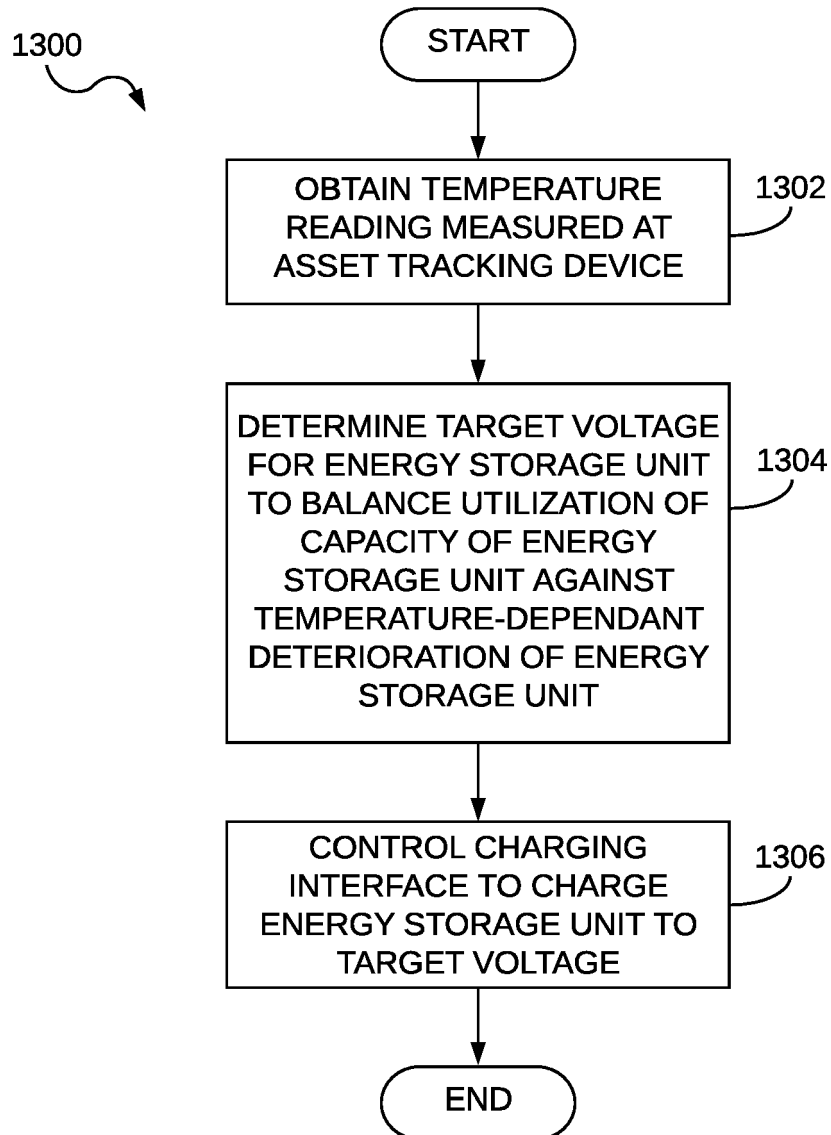 1300
START
OBTAIN TEMPERATURE
READING MEASURED AT
ASSET TRACKING DEVICE
1302
DETERMINE TARGET VOLTAGE
FOR ENERGY STORAGE UNIT
TO BALANCE UTILIZATION OF
CAPACITY OF ENERGY
STORAGE UNIT AGAINST
TEMPERATURE-DEPENDANT
DETERIORATION OF ENERGY
STORAGE UNIT
1304
CONTROL CHARGING
INTERFACE TO CHARGE
ENERGY STORAGE UNIT TO
TARGET VOLTAGE
1306
END